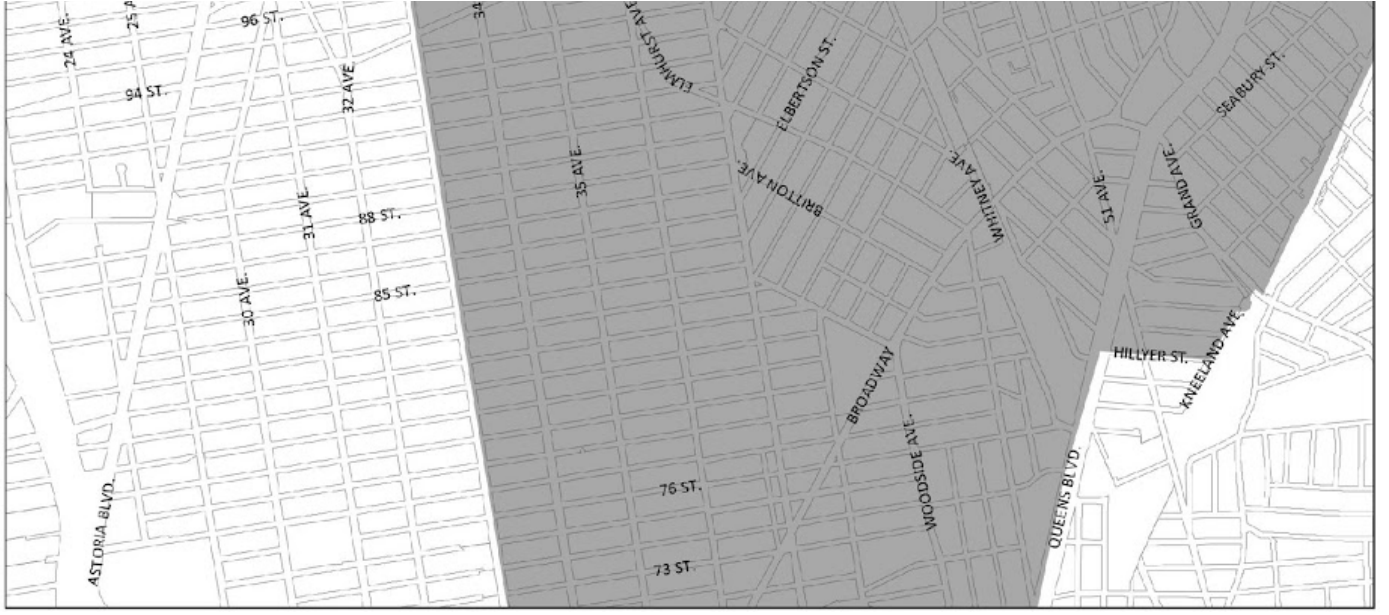 24 AVE.
25 A
96 ST.
34
94 ST.
32 AVE.
ELMHURST AVE
ELBERTSON ST.
SEABURY ST.
35 AVE.
BRITTON AVE.
WHITNEY AVE.
51 AVE.
GRAND AVE.
31 AVE.
88 ST.
30 AVE.
85 ST.
HILLYER ST.
KNEELAND AVE.
BROADWAY
WOODSIDE AVE.
76 ST.
QUEENS BLVD.
ASTORIA BLVD.
73 ST.